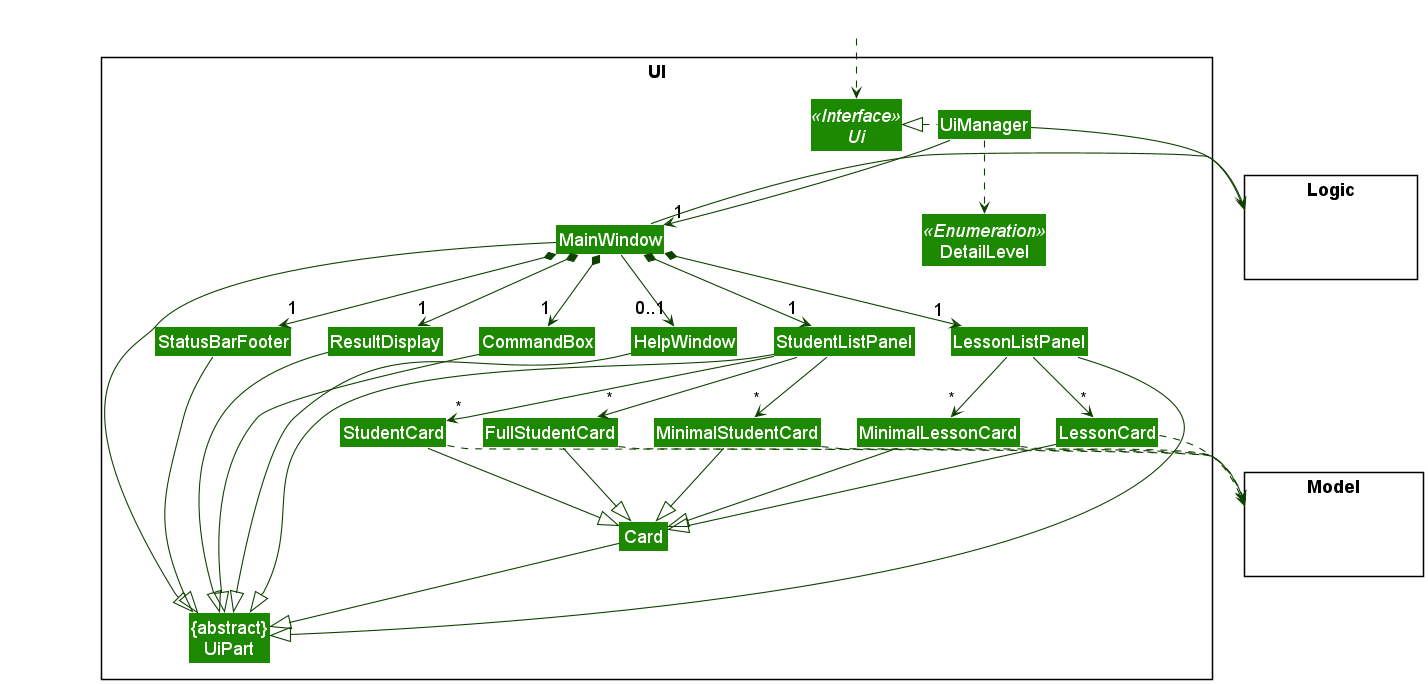 UI
«Interface»
Ui
UiManager
Logic
1
«Enumeration»
DetailLevel
MainWindow
1
1
1
0..1
1
1
StatusBarFooter
ResultDisplay
CommandBox
HelpWindow
StudentListPanel
LessonListPanel
*
*
*
*
*
StudentCard
FullStudentCard
MinimalStudentCard
MinimalLessonCard
LessonCard
Model
Card
{abstract}
UiPart